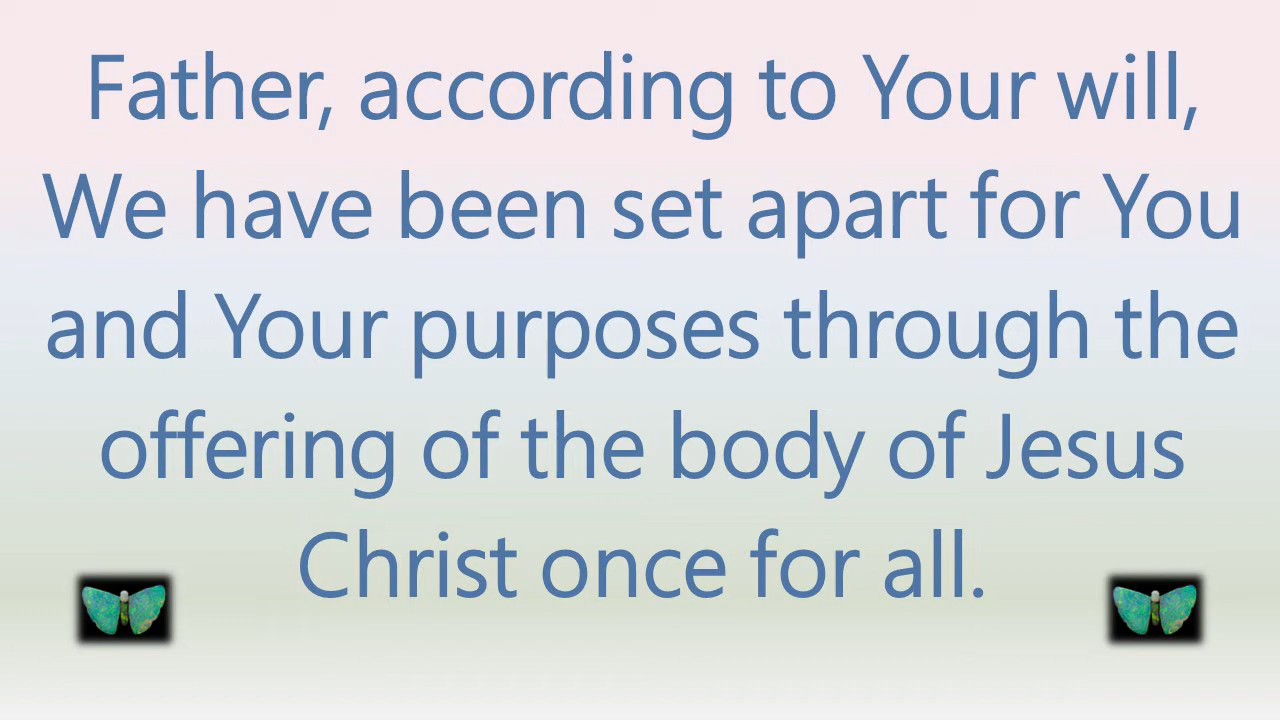 Father, according to Your will,
We have been set apart for You
and Your purposes through the
offering of the body of Jesus
Christ once for all.